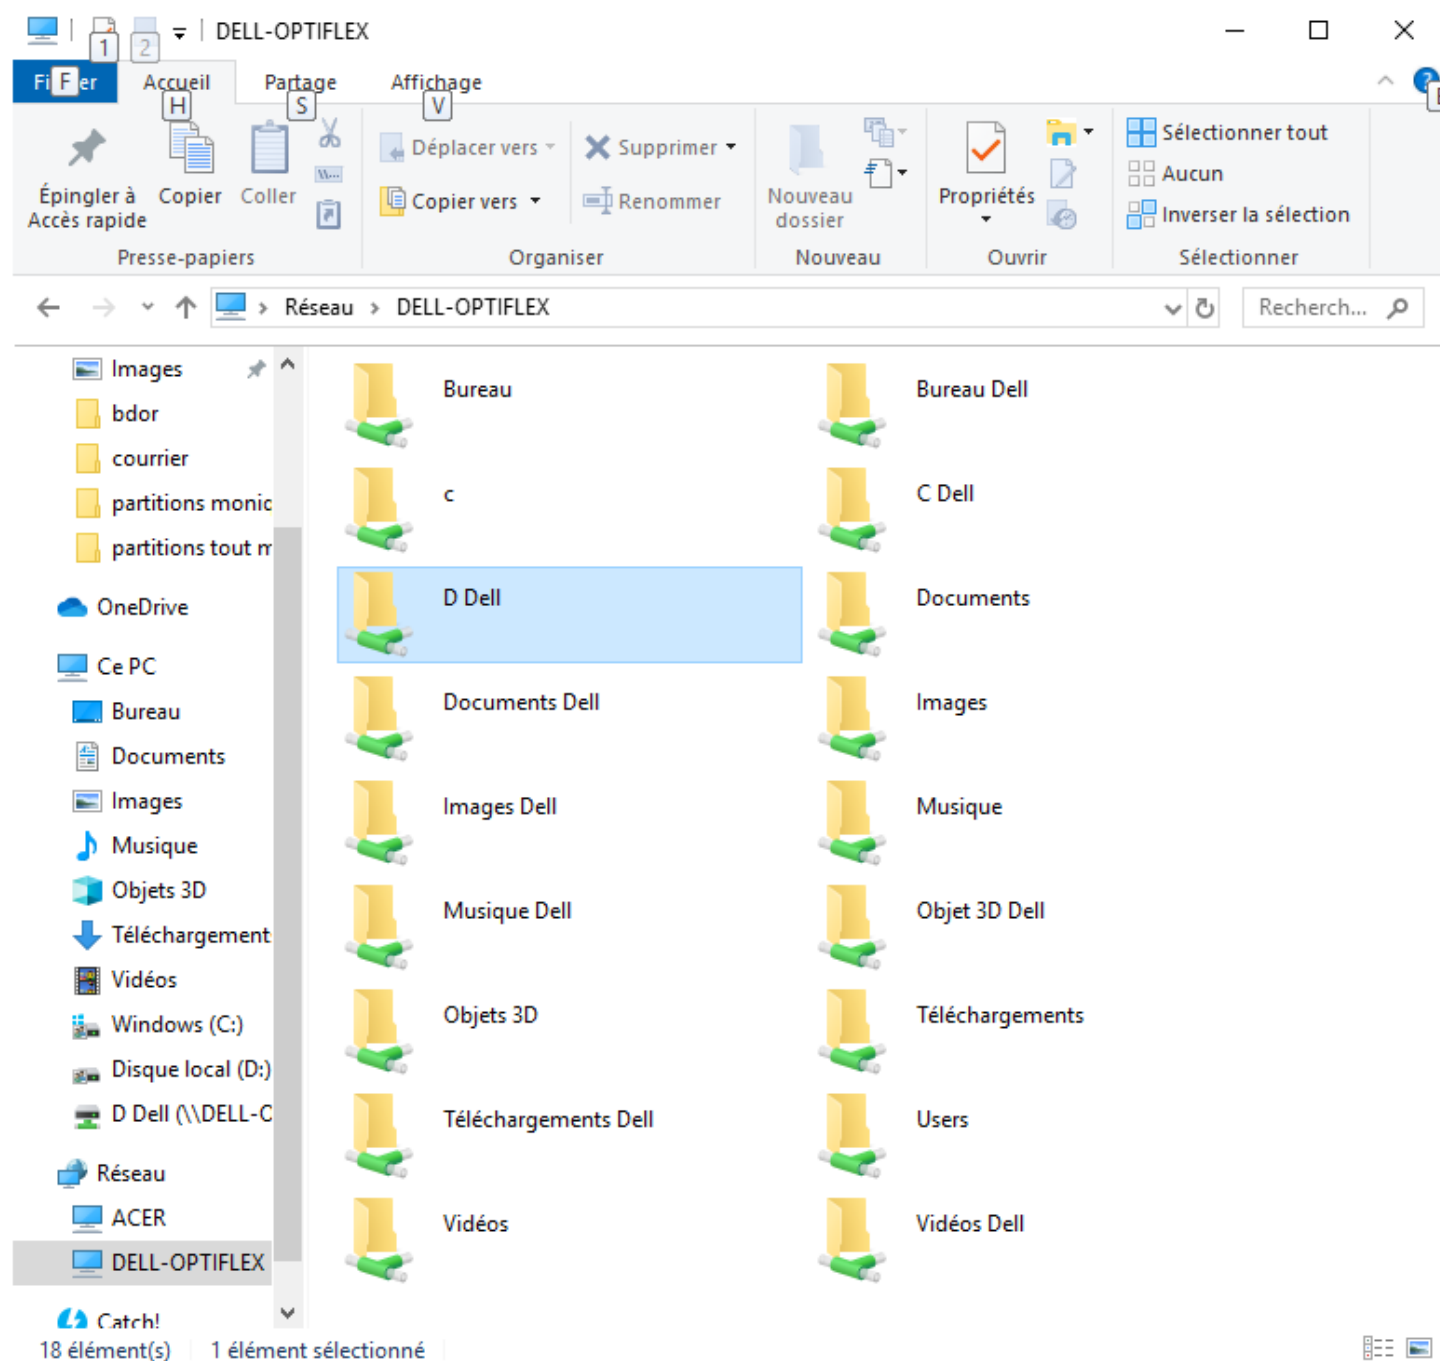 DELL-OPTIFLEX
1
2
F
Accueil
Partage
Affichage
H
S
V
Déplacer vers
Supprimer
Sélectionner tout
Aucun
Épingler à
Accès rapide
Copier
Coller
Copier vers
Renommer
Nouveau
dossier
Propriétés
Inverser la sélection
Presse-papiers
Organiser
Nouveau
Ouvrir
Sélectionner
Réseau
DELL-OPTIFLEX
Recherch...
Images
bdor
courrier
partitions monic
partitions tout m
OneDrive
Ce PC
Bureau
Documents
Images
Musique
Objets 3D
Téléchargement
Vidéos
Windows (C:)
Disque local (D:)
D Dell (\\DELL-O
Réseau
ACER
DELL-OPTIFLEX
Catch!
Bureau
Bureau Dell
c
C Dell
D Dell
Documents
Documents Dell
Images
Images Dell
Musique
Musique Dell
Objet 3D Dell
Objets 3D
Téléchargements
Téléchargements Dell
Users
Vidéos
Vidéos Dell
18 élément(s)
1 élément sélectionné